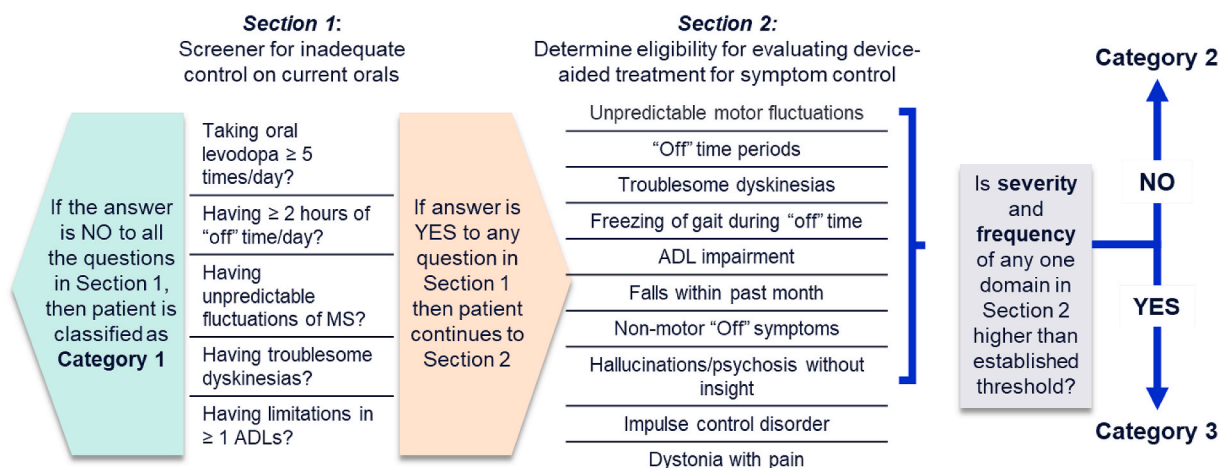 Section 1:
Screener for inadequate
control on current orals
If the answer
is NO to all
the questions
in Section 1,
then patient is
classified as
Category 1
Taking oral
levodopa ≥ 5
times/day?
Having ≥ 2 hours of
“off” time/day?
Having
unpredictable
fluctuations of MS?
Having troublesome
dyskinesias?
Having limitations in
≥ 1 ADLs?
If answer is
YES to any
question in
Section 1
then patient
continues to
Section 2
Section 2:
Determine eligibility for evaluating device-
aided treatment for symptom control
Unpredictable motor fluctuations
“Off” time periods
Troublesome dyskinesias
Freezing of gait during “off” time
ADL impairment
Falls within past month
Non-motor “Off” symptoms
Hallucinations/psychosis without
insight
Impulse control disorder
Dystonia with pain
Is severity
and
frequency
of any one
domain in
Section 2
higher than
established
threshold?
Category 2
NO
YES
Category 3